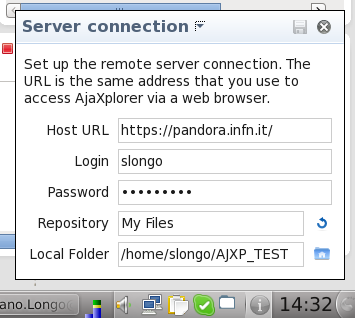 Server connection
Set up the remote server connection. The
URL is the same address that you use to
access AjaXplorer via a web browser.
Host URL https://pandora.infn.it/
Login slongo
Password •••••••••
Repository My Files
Local Folder /home/slongo/AJXP_TEST
ano.Longo
14:32